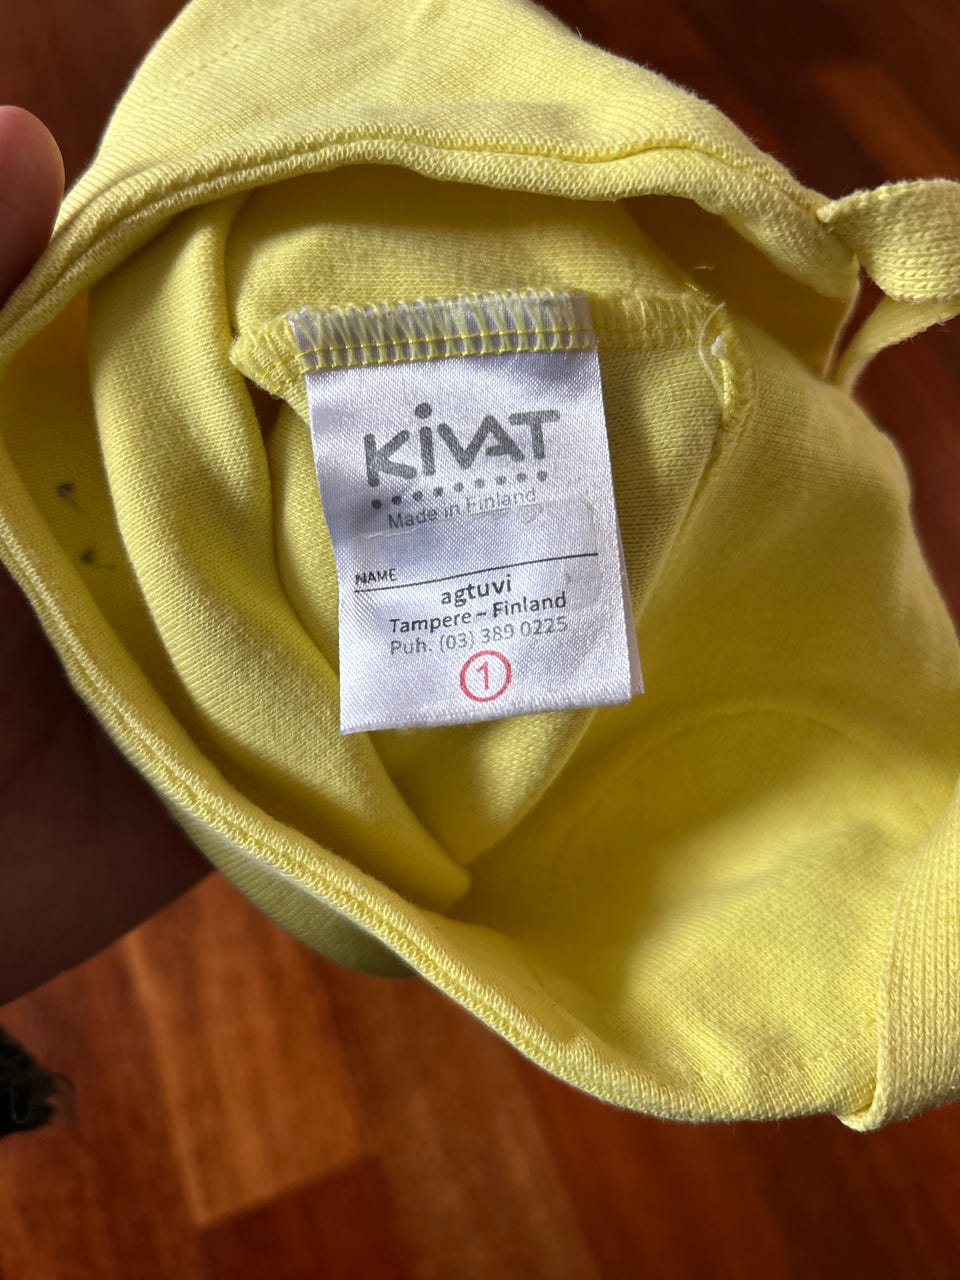 KiVAT
Made in Finland
NAME
agtuvi
Tampere – Finland
Puh. (03) 389 0225
1